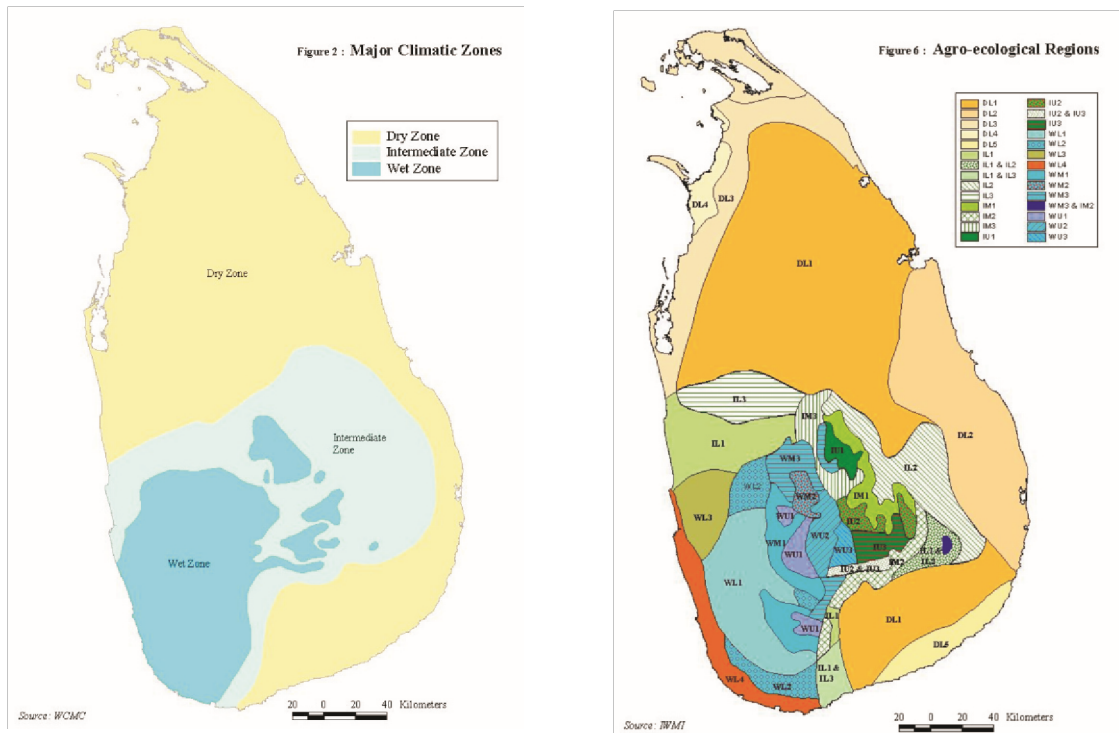 Figure 2 : Major Climatic Zones
Dry Zone
Intermediate Zone
Wet Zone
Dry Zone
Intermediate
Zone
Wet Zone
20 0 20 40 Kilometers
Source: WCMC
Figure 6 : Agro-ecological Regions
DL1
DL2
DL3
DL4
DL5
IL1
IL1 & IL2
IL1 & IL3
IL2
IL3
IM1
IM2
IM3
IU1
IU2
IU2 & IU3
IU3
WL1
WL2
WL3
WL4
WM1
WM2
WM3
WM3 & IM2
WU1
WU2
WU3
DL4
DL3
DL1
IL3
IM3
IL1
IU1
DL2
WM3
IL2
WL2
WM2
IM1
WL3
WU1
IU2
WM1
WU2
WU1
WU3
IU3
IL1 &
IL2
IM2
IU2 & IU3
WL1
IL1
WU1
DL1
DL5
IL1 &
IL3
WL4
WL2
20 0 20 40 Kilometers
Source: IWMI